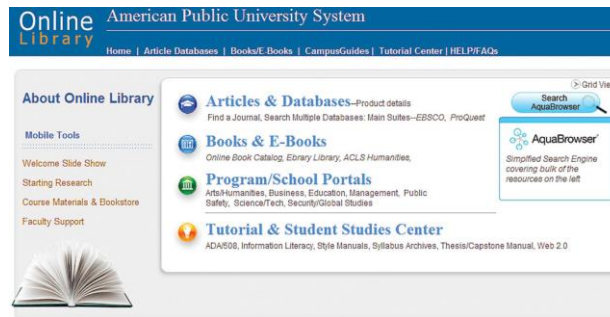 Online
Library
American Public University System
Home | Article Databases | Books/E-Books | CampusGuides | Tutorial Center | HELP/FAQs
About Online Library
Mobile Tools
Welcome Slide Show
Starting Research
Course Materials & Bookstore
Faculty Support
Articles & Databases--Product details
Find a Journal, Search Multiple Databases: Main Suites--EBSCO, ProQuest
Books & E-Books
Online Book Catalog, Ebrary Library, ACLS Humanities,
Program/School Portals
Arts/Humanities, Business, Education, Management, Public
Safety, Science/Tech, Security/Global Studies
Tutorial & Student Studies Center
ADA/508, Information Literacy, Style Manuals, Syllabus Archives, Thesis/Capstone Manual, Web 2.0
Grid Vie
Search
AquaBrowser
AquaBrowser
Simplfied Search Engine
covering bulk of the
resources on the left